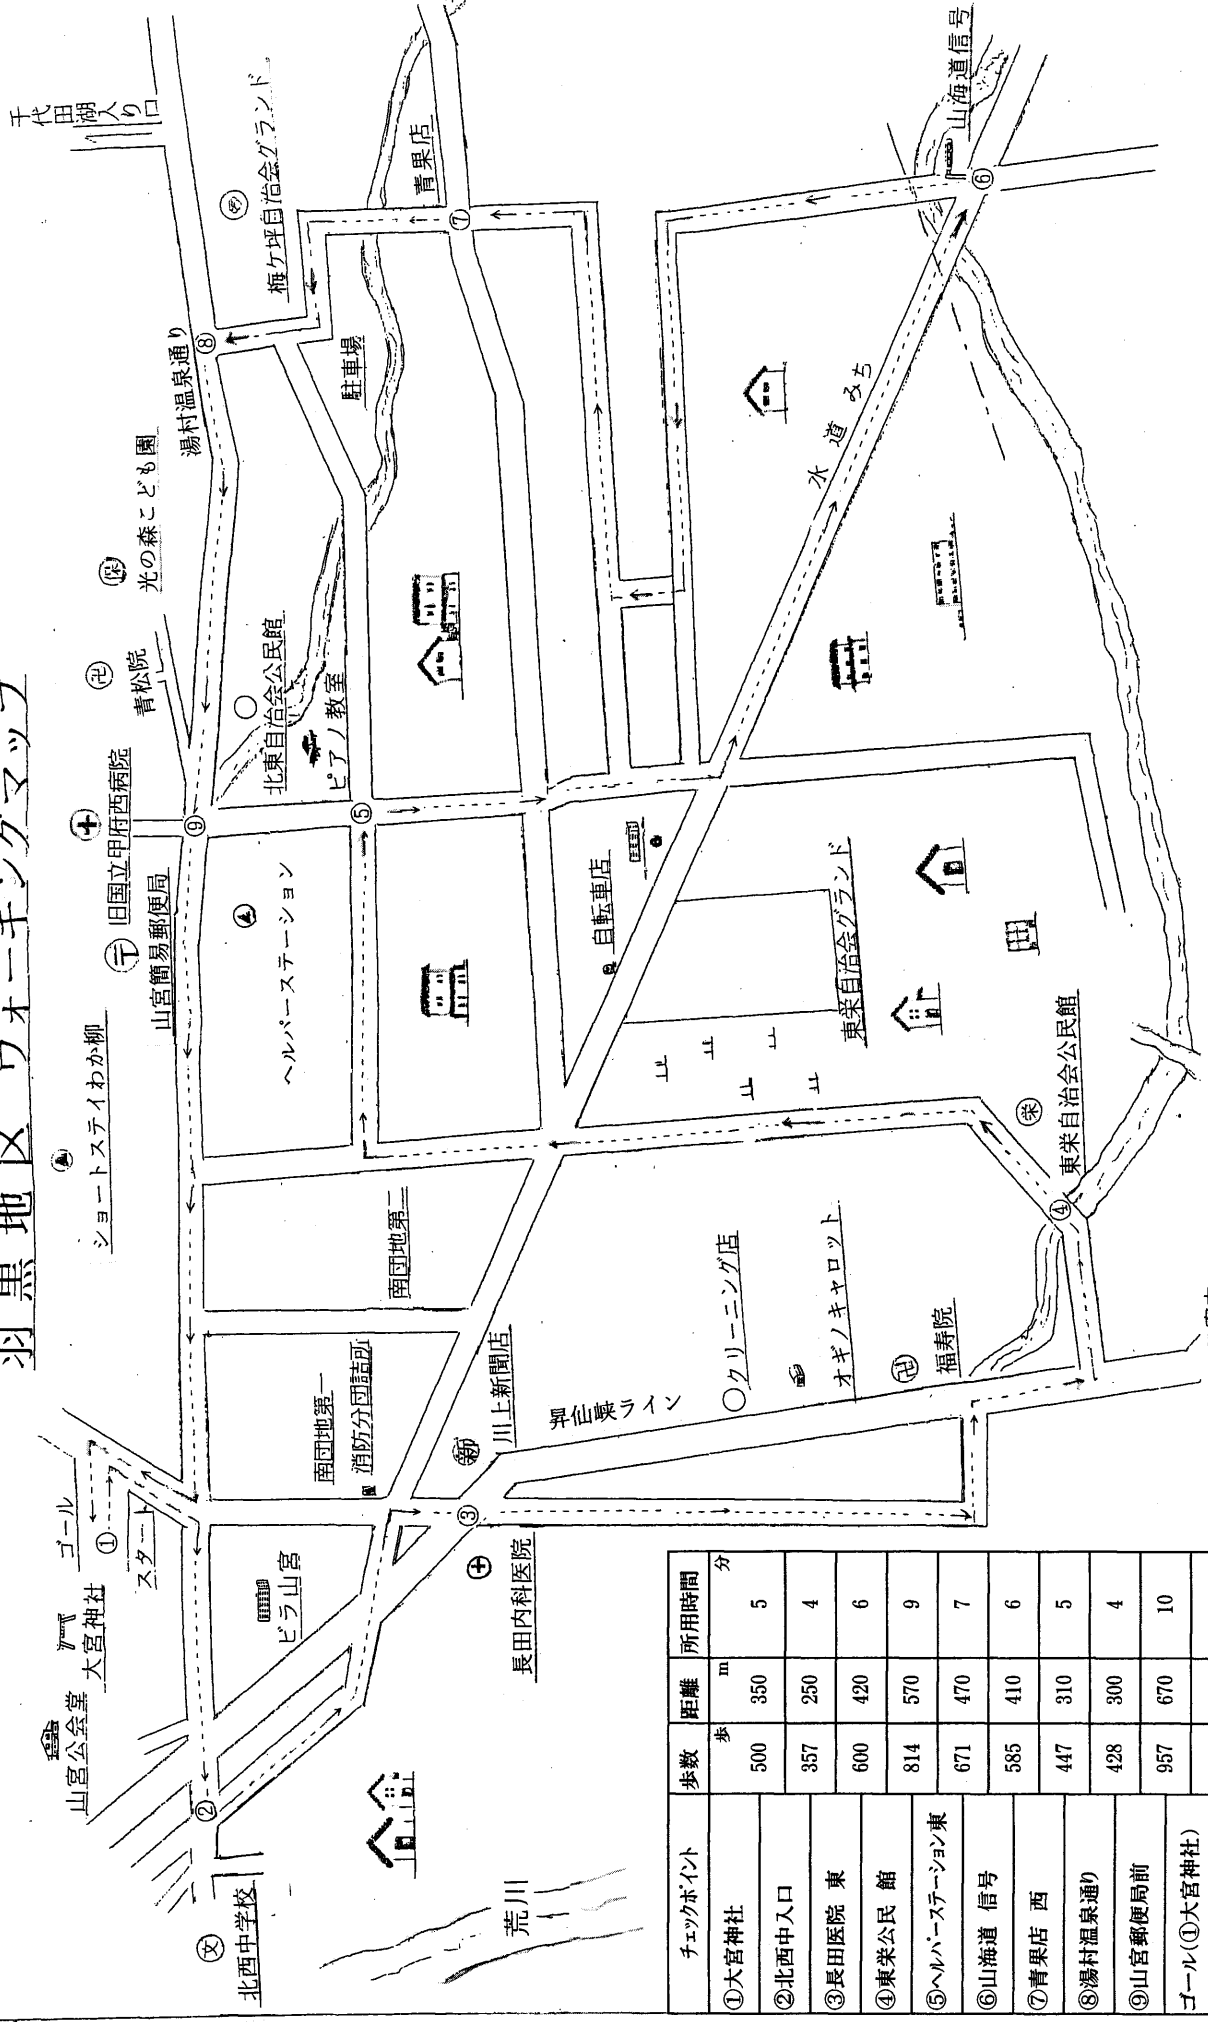 羽黒地区ウォーキングマップ
千代田湖入り口
山海道信号
梅ケ坪自治会グランド
青果店
湯村温泉通り
駐車場
水道みち
保
光の森こども園
卍
青松院
北東自治会公民館
ピアノ教室
旧国立甲府西病院
〒
山宮簡易郵便局
ヘルパーステーション
自転車店
東栄自治会グランド
ショートステイわか柳
栄
東栄自治会公民館
南団地第二
南団地第一
消防分団詰所
新
川上新聞店
昇仙峡ライン
クリーニング店
オギノキャロット
卍
福寿院
ゴール
スタート
大宮神社
山宮公会堂
ビラ山宮
長田内科医院
文
北西中学校
荒川
①
②
③
④
⑤
⑥
⑦
⑧
⑨
チェックポイント 歩数 距離 所用時間
歩 m 分
①大宮神社 500 350 5
②北西中入口 357 250 4
③長田医院 東 600 420 6
④東栄公民館 814 570 9
⑤ヘルパーステーション東 671 470 7
⑥山海道 信号 585 410 6
⑦青果店 西 447 310 5
⑧湯村温泉通り 428 300 4
⑨山宮郵便局前 957 670 10
ゴール(①大宮神社)